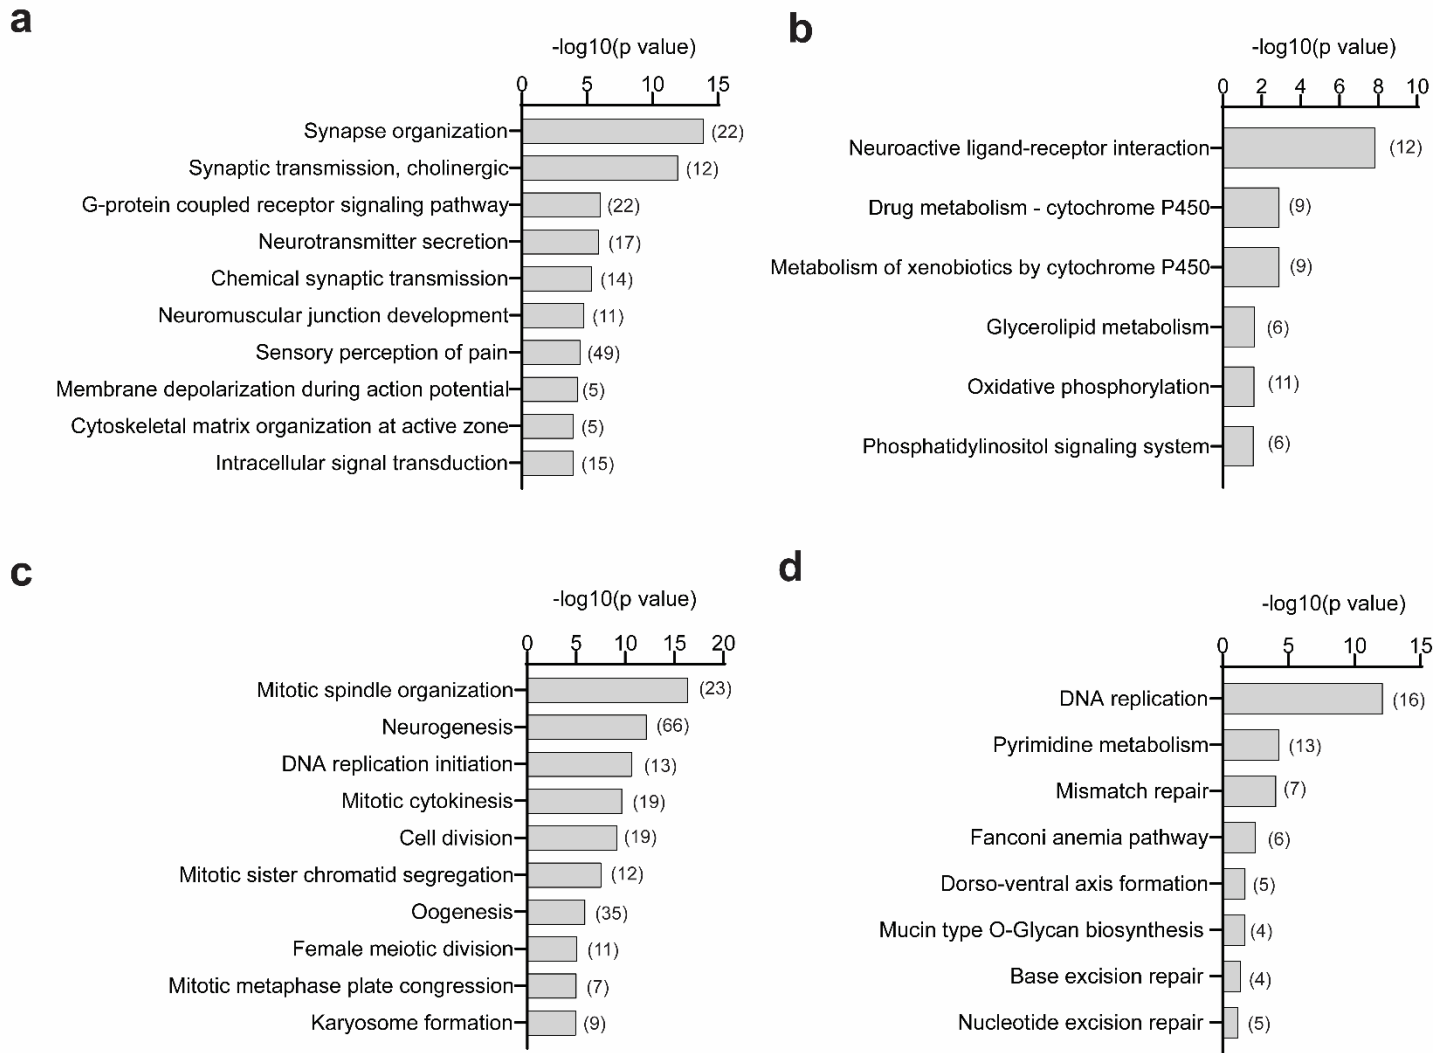 a
-log10(p value)
0 5 10 15
Synapse organization (22)
Synaptic transmission, cholinergic (12)
G-protein coupled receptor signaling pathway (22)
Neurotransmitter secretion (17)
Chemical synaptic transmission (14)
Neuromuscular junction development (11)
Sensory perception of pain (49)
Membrane depolarization during action potential (5)
Cytoskeletal matrix organization at active zone (5)
Intracellular signal transduction (15)
b
-log10(p value)
0 2 4 6 8 10
Neuroactive ligand-receptor interaction (12)
Drug metabolism - cytochrome P450 (9)
Metabolism of xenobiotics by cytochrome P450 (9)
Glycerolipid metabolism (6)
Oxidative phosphorylation (11)
Phosphatidylinositol signaling system (6)
c
-log10(p value)
0 5 10 15 20
Mitotic spindle organization (23)
Neurogenesis (66)
DNA replication initiation (13)
Mitotic cytokinesis (19)
Cell division (19)
Mitotic sister chromatid segregation (12)
Oogenesis (35)
Female meiotic division (11)
Mitotic metaphase plate congression (7)
Karyosome formation (9)
d
-log10(p value)
0 5 10 15
DNA replication (16)
Pyrimidine metabolism (13)
Mismatch repair (7)
Fanconi anemia pathway (6)
Dorso-ventral axis formation (5)
Mucin type O-Glycan biosynthesis (4)
Base excision repair (4)
Nucleotide excision repair (5)